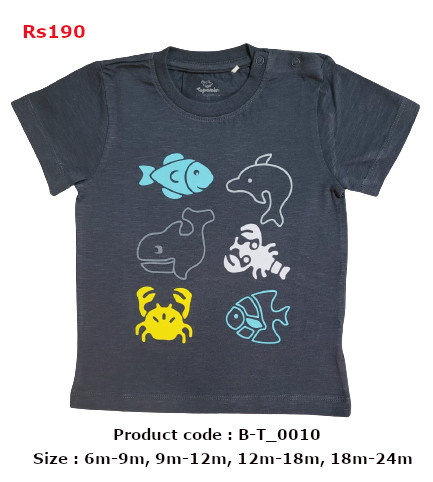 Rs190
Product code : B-T_0010
Size : 6m-9m, 9m-12m, 12m-18m, 18m-24m